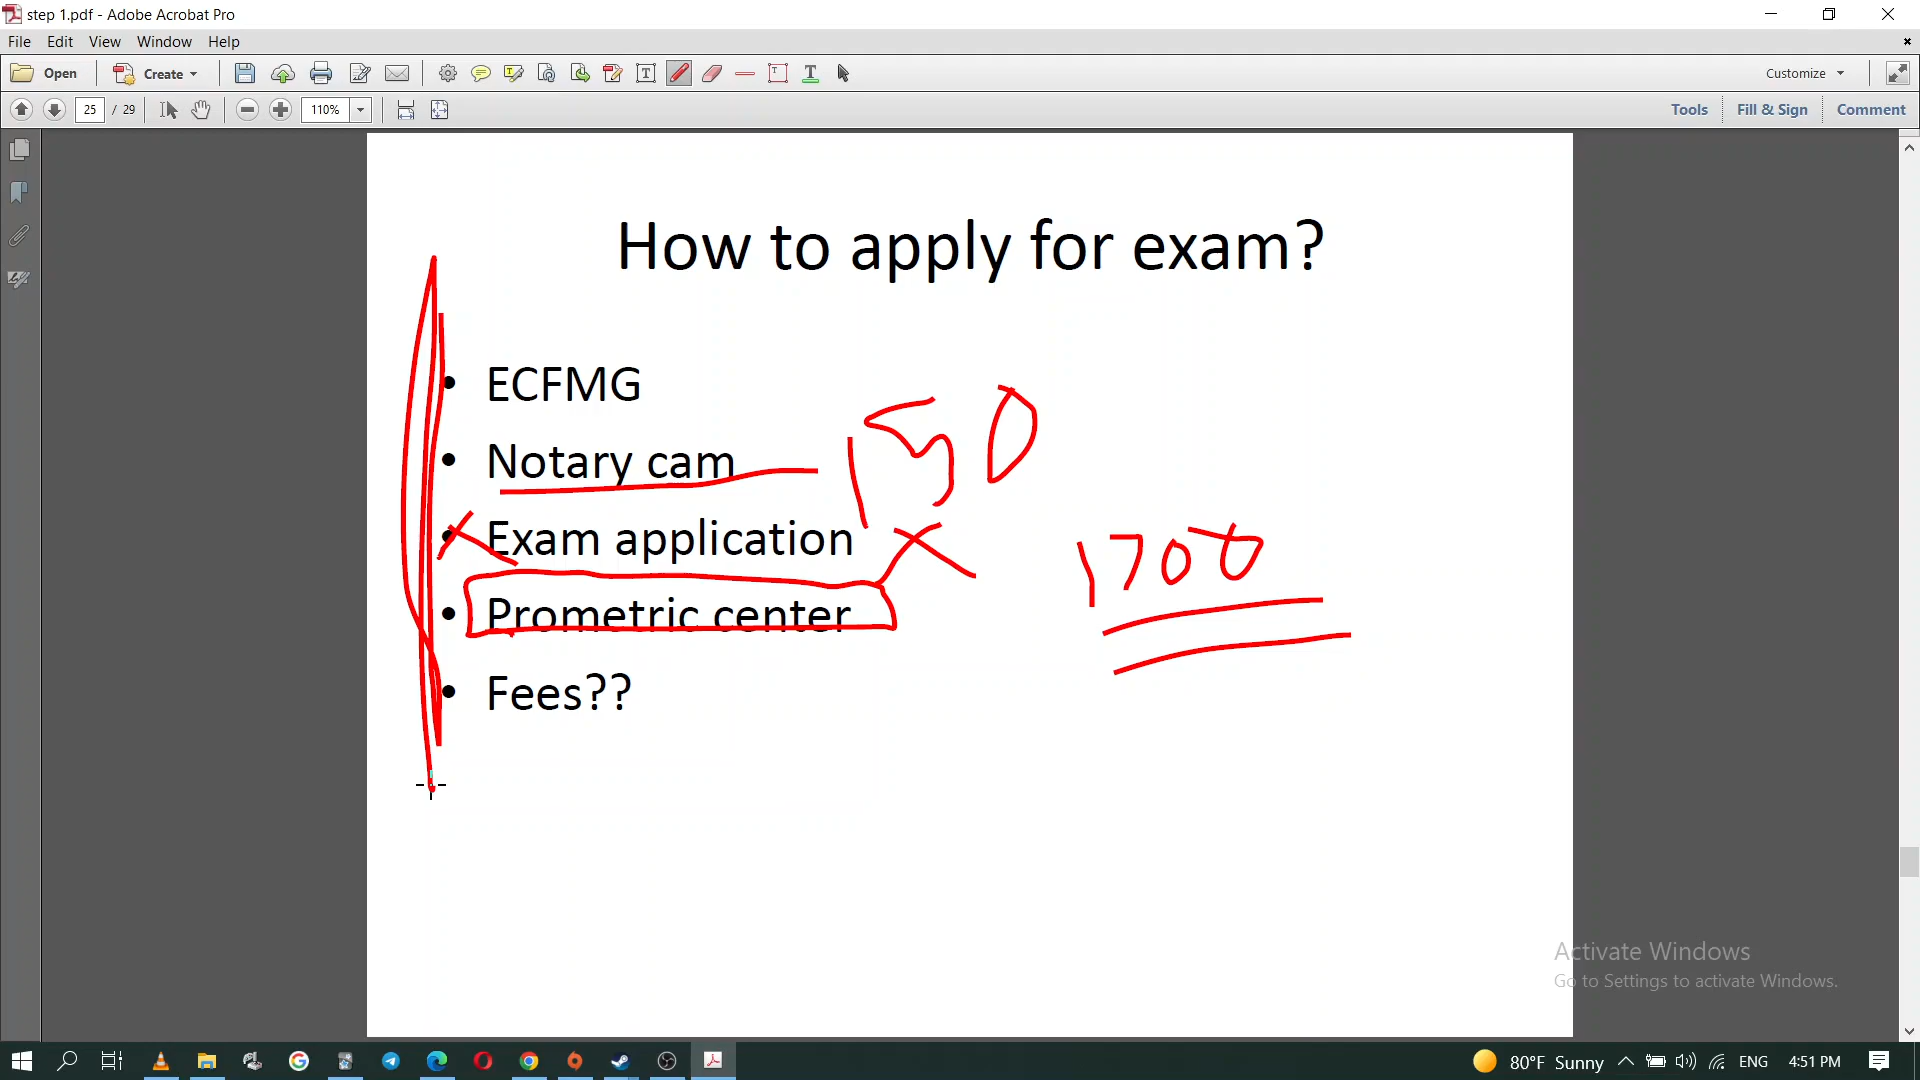 step 1.pdf - Adobe Acrobat Pro
File Edit View Window Help
Open Create Customize
25 / 29 110% Tools Fill & Sign Comment
How to apply for exam?
• ECFMG
• Notary cam
150
• Exam application
1700
• Prometric center
• Fees??
Activate Windows
Go to Settings to activate Windows.
80°F Sunny ENG 4:51 PM